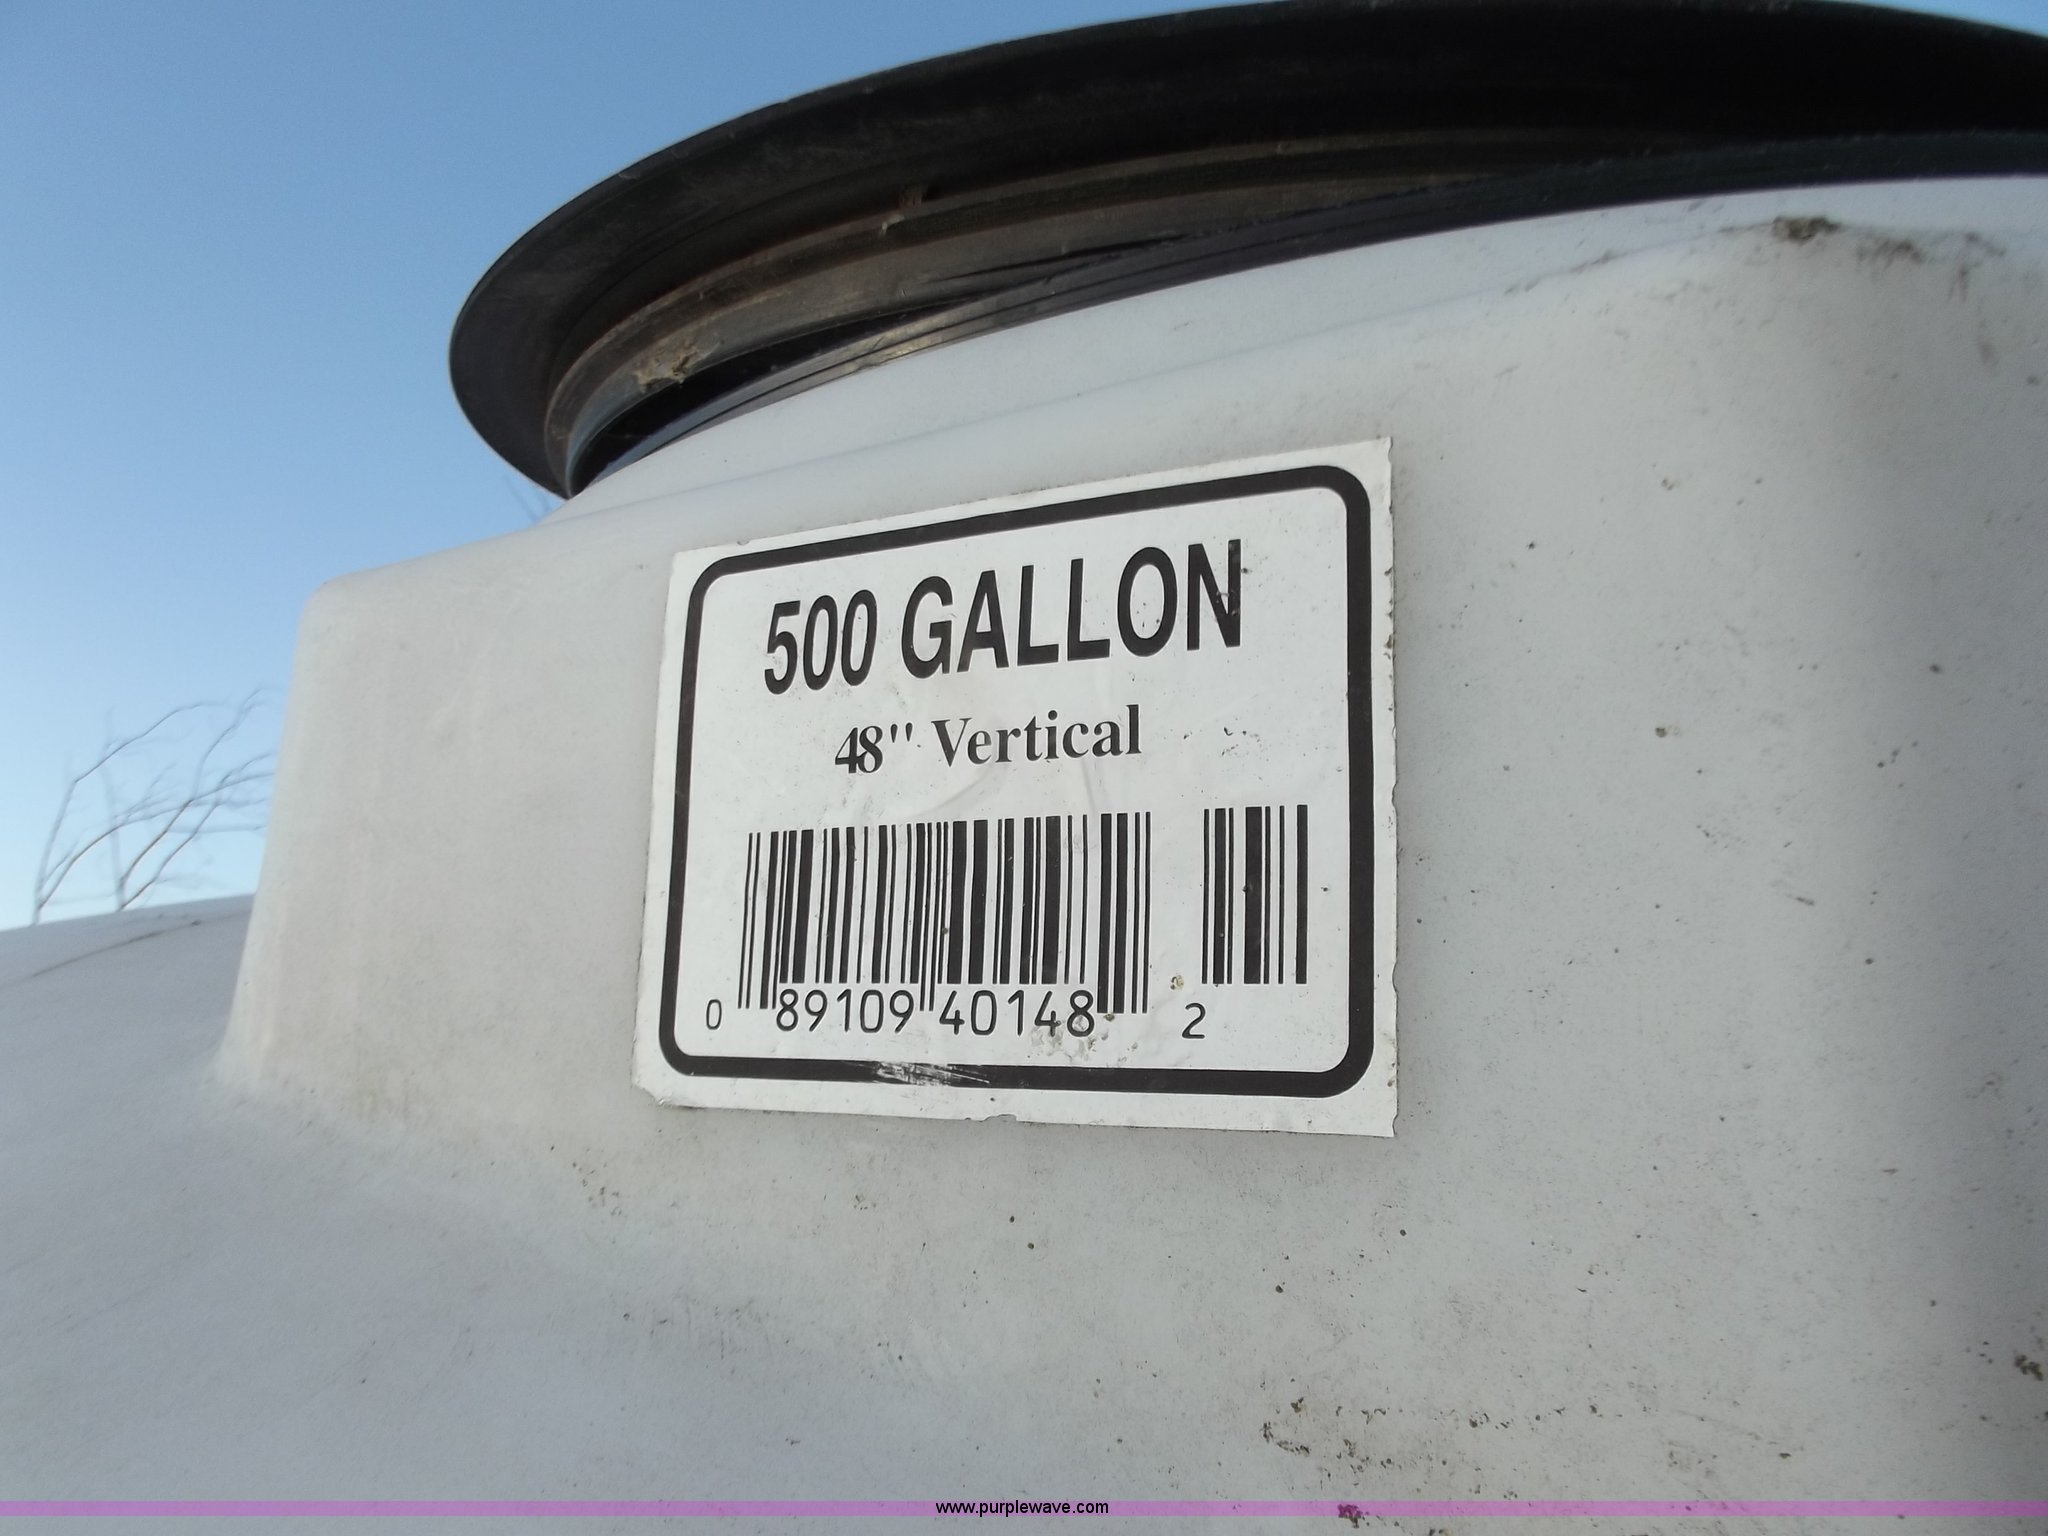 500 GALLON
48" Vertical
0 89109 40148 2
www.purplewave.com